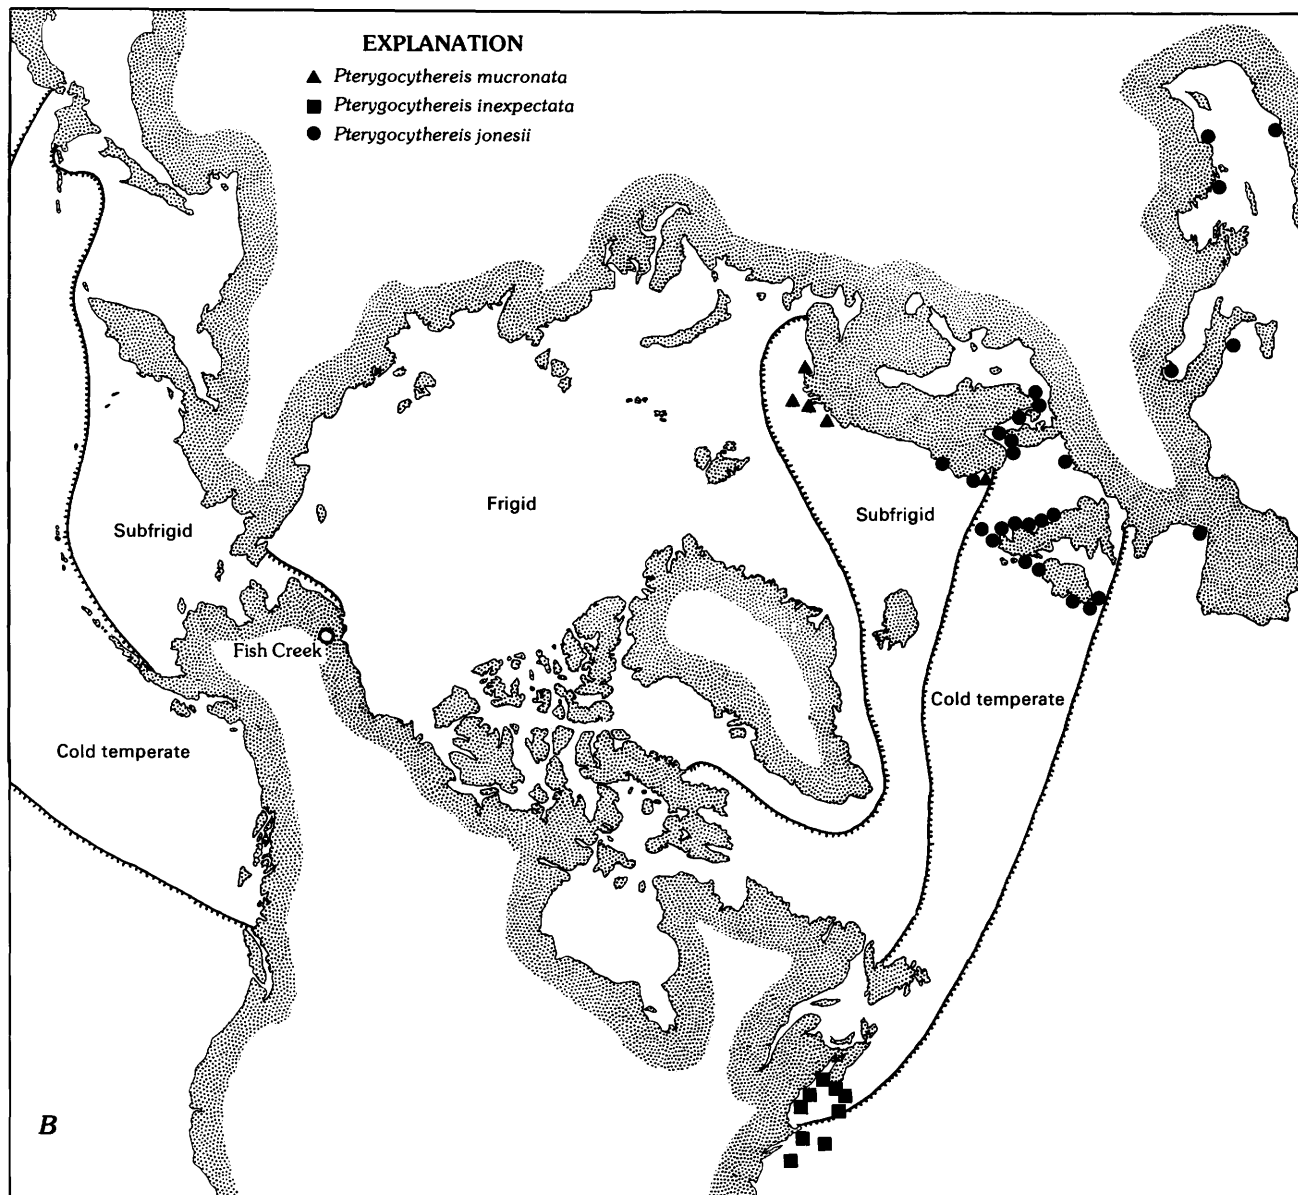 EXPLANATION
Pterygocythereis mucronata
Pterygocythereis inexpectata
Pterygocythereis jonesii
Frigid
Subfrigid
Subfrigid
Fish Creek
Cold temperate
Cold temperate
B